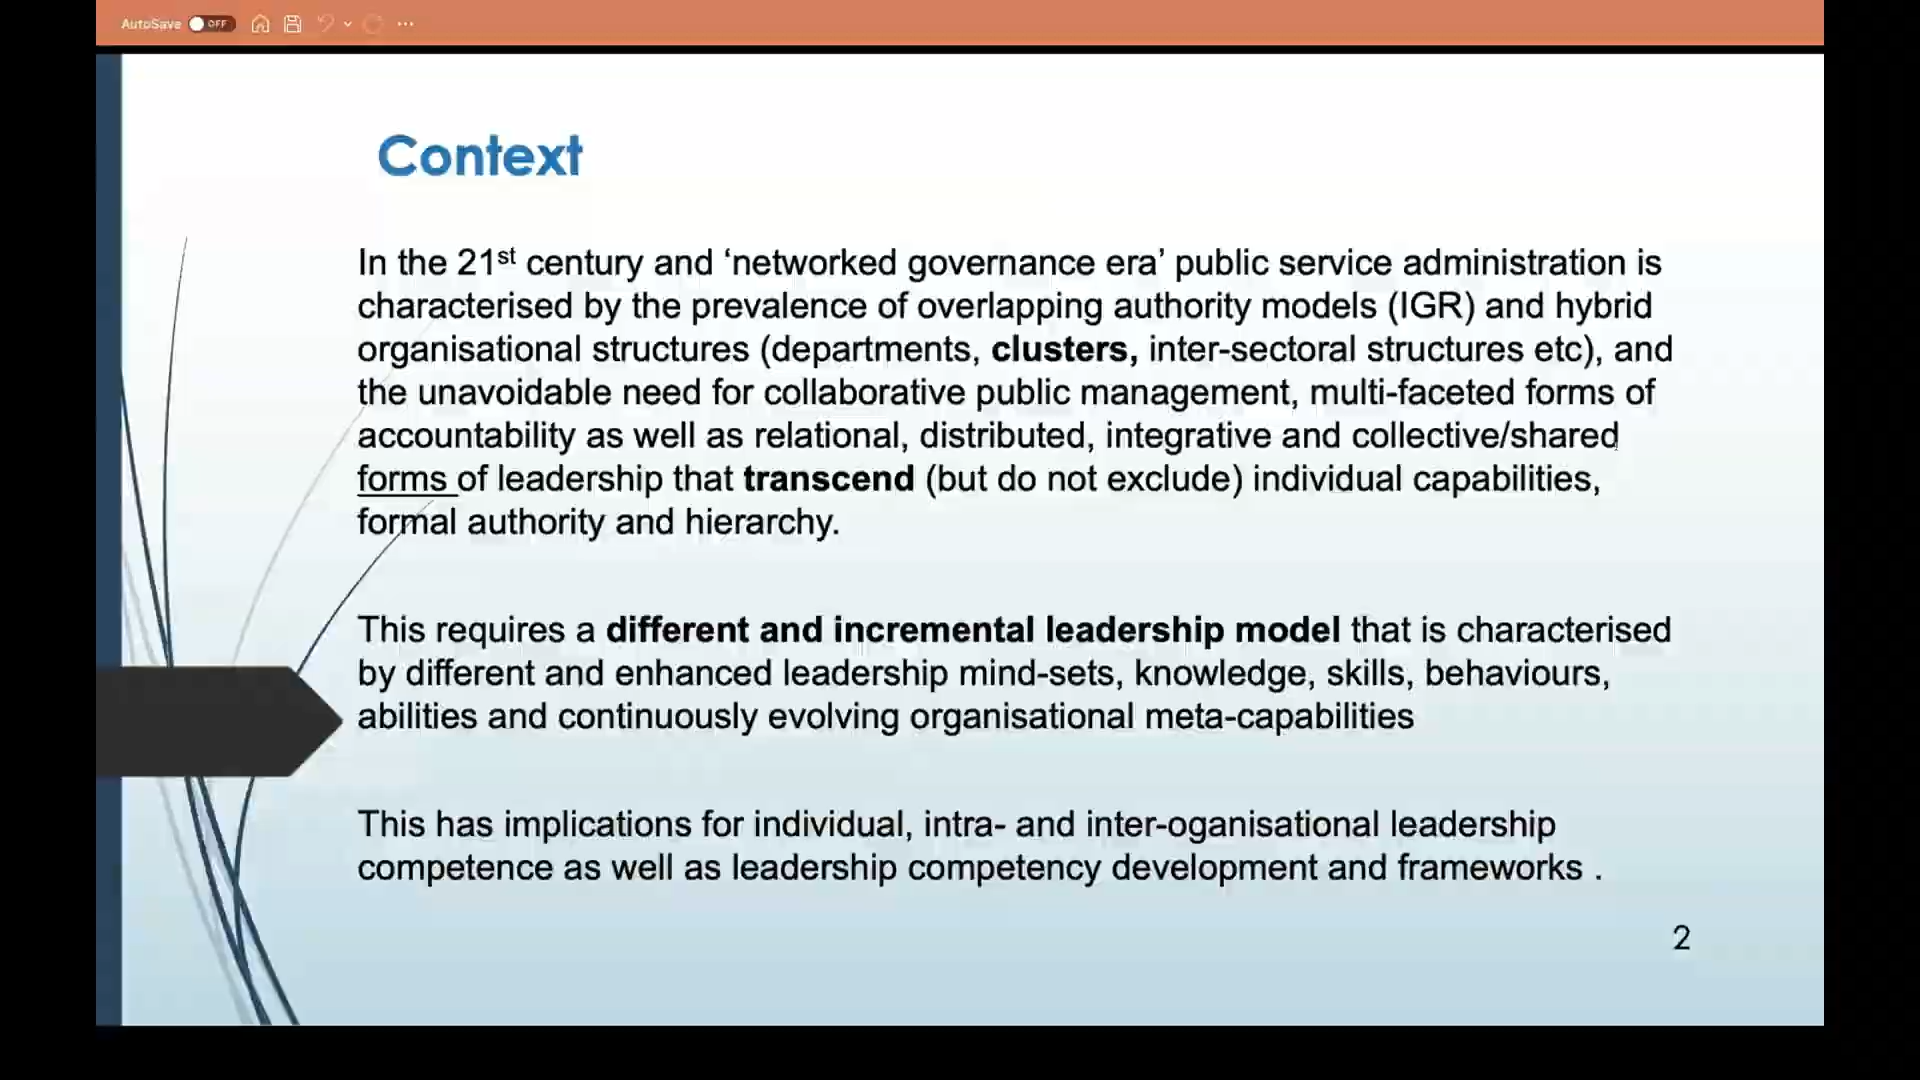 AutoSave OFF
Context
In the 21st century and ‘networked governance era’ public service administration is
characterised by the prevalence of overlapping authority models (IGR) and hybrid
organisational structures (departments, clusters, inter-sectoral structures etc), and
the unavoidable need for collaborative public management, multi-faceted forms of
accountability as well as relational, distributed, integrative and collective/shared
forms of leadership that transcend (but do not exclude) individual capabilities,
formal authority and hierarchy.
This requires a different and incremental leadership model that is characterised
by different and enhanced leadership mind-sets, knowledge, skills, behaviours,
abilities and continuously evolving organisational meta-capabilities
This has implications for individual, intra- and inter-oganisational leadership
competence as well as leadership competency development and frameworks .
2